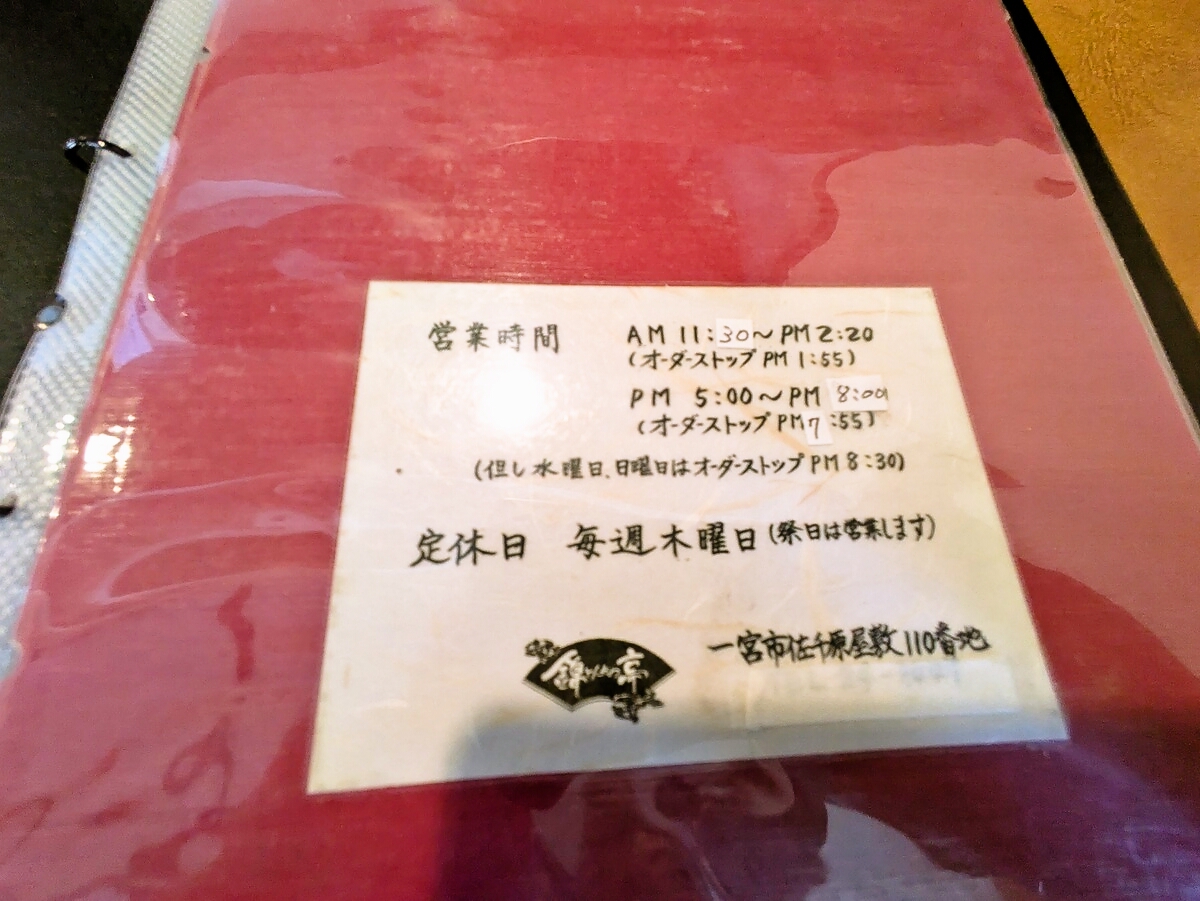 営業時間 AM 11:30〜PM 2:20
(オーダーストップ PM 1:55)
PM 5:00〜PM 8:00
(オーダーストップ PM 7:55)
(但し水曜日、日曜日はオーダーストップ PM 8:30)
定休日 毎週木曜日(祭日は営業します)
一宮市佐千原屋敷110番地